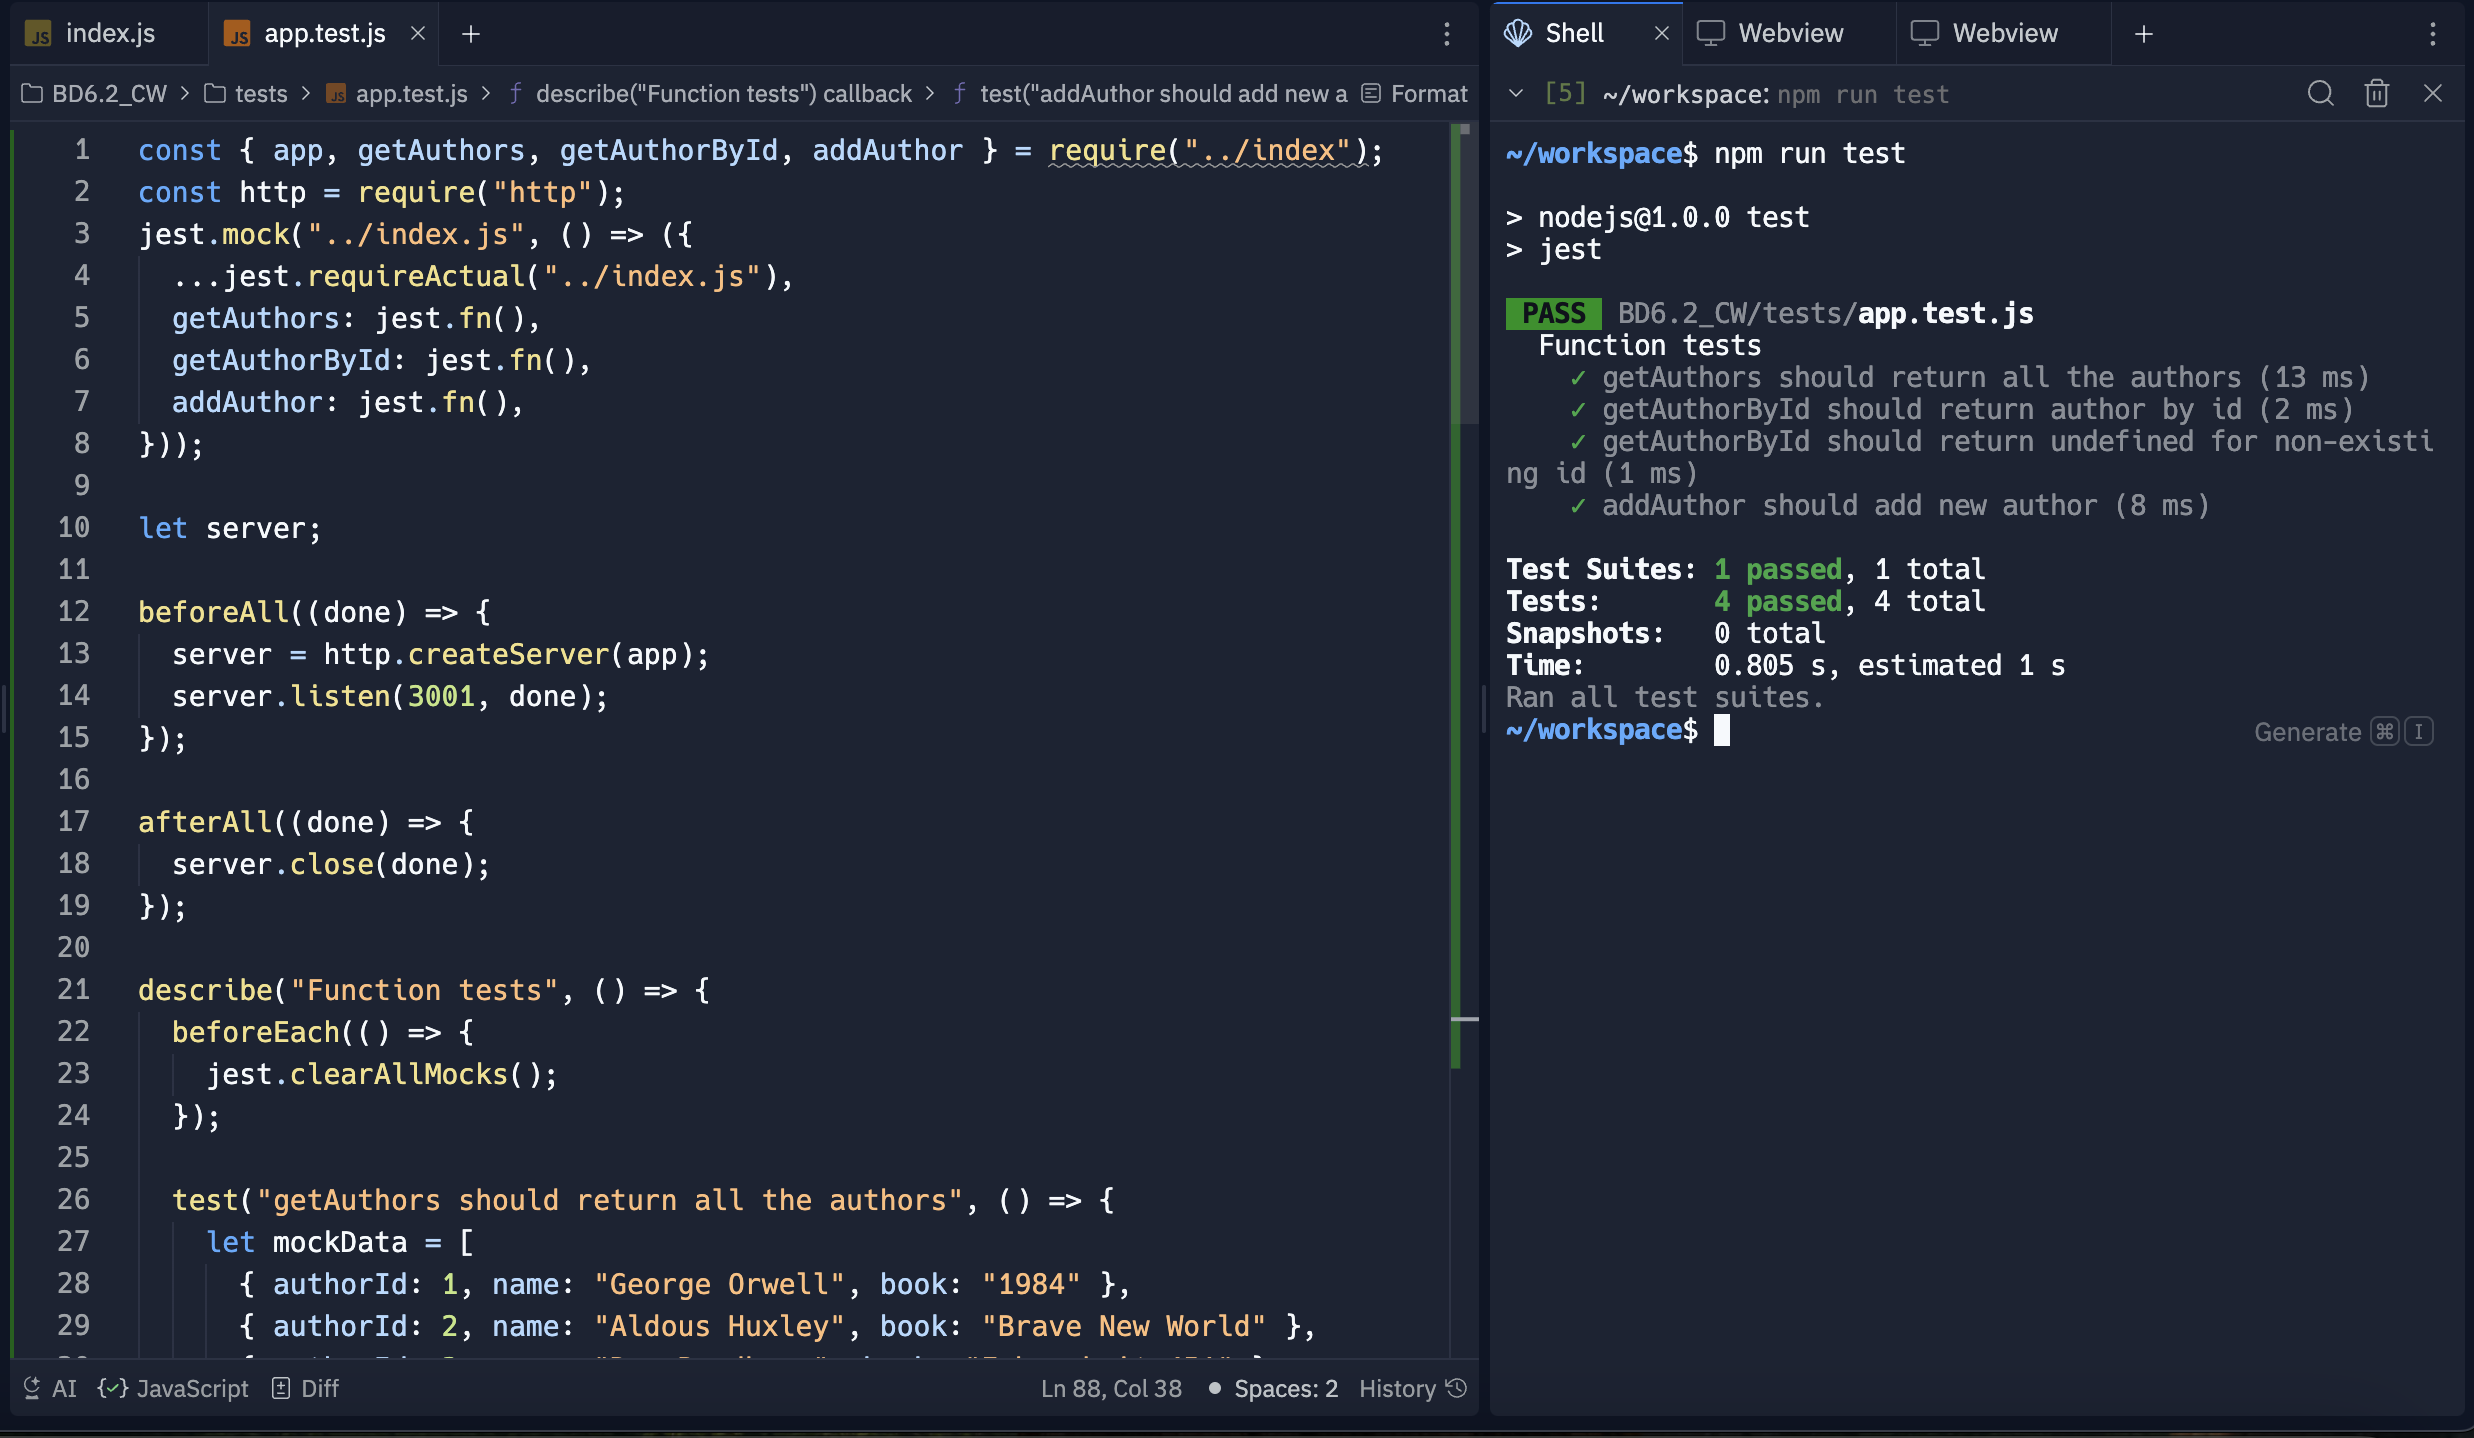 index.js
app.test.js
BD6.2_CW > tests > app.test.js > describe("Function tests") callback > test("addAuthor should add new a
Format
1 const { app, getAuthors, getAuthorById, addAuthor } = require("../index");
2 const http = require("http");
3 jest.mock("../index.js", () => ({
4   ...jest.requireActual("../index.js"),
5   getAuthors: jest.fn(),
6   getAuthorById: jest.fn(),
7   addAuthor: jest.fn(),
8 }));
9
10 let server;
11
12 beforeAll((done) => {
13   server = http.createServer(app);
14   server.listen(3001, done);
15 });
16
17 afterAll((done) => {
18   server.close(done);
19 });
20
21 describe("Function tests", () => {
22   beforeEach(() => {
23     jest.clearAllMocks();
24   });
25
26   test("getAuthors should return all the authors", () => {
27     let mockData = [
28       { authorId: 1, name: "George Orwell", book: "1984" },
29       { authorId: 2, name: "Aldous Huxley", book: "Brave New World" },
AI
JavaScript
Diff
Ln 88, Col 38
Spaces: 2
History
Shell
Webview
Webview
[5] ~/workspace: npm run test
~/workspace$ npm run test
> nodejs@1.0.0 test
> jest
PASS BD6.2_CW/tests/app.test.js
Function tests
✓ getAuthors should return all the authors (13 ms)
✓ getAuthorById should return author by id (2 ms)
✓ getAuthorById should return undefined for non-existi
ng id (1 ms)
✓ addAuthor should add new author (8 ms)
Test Suites: 1 passed, 1 total
Tests: 4 passed, 4 total
Snapshots: 0 total
Time: 0.805 s, estimated 1 s
Ran all test suites.
~/workspace$
Generate ⌘ I